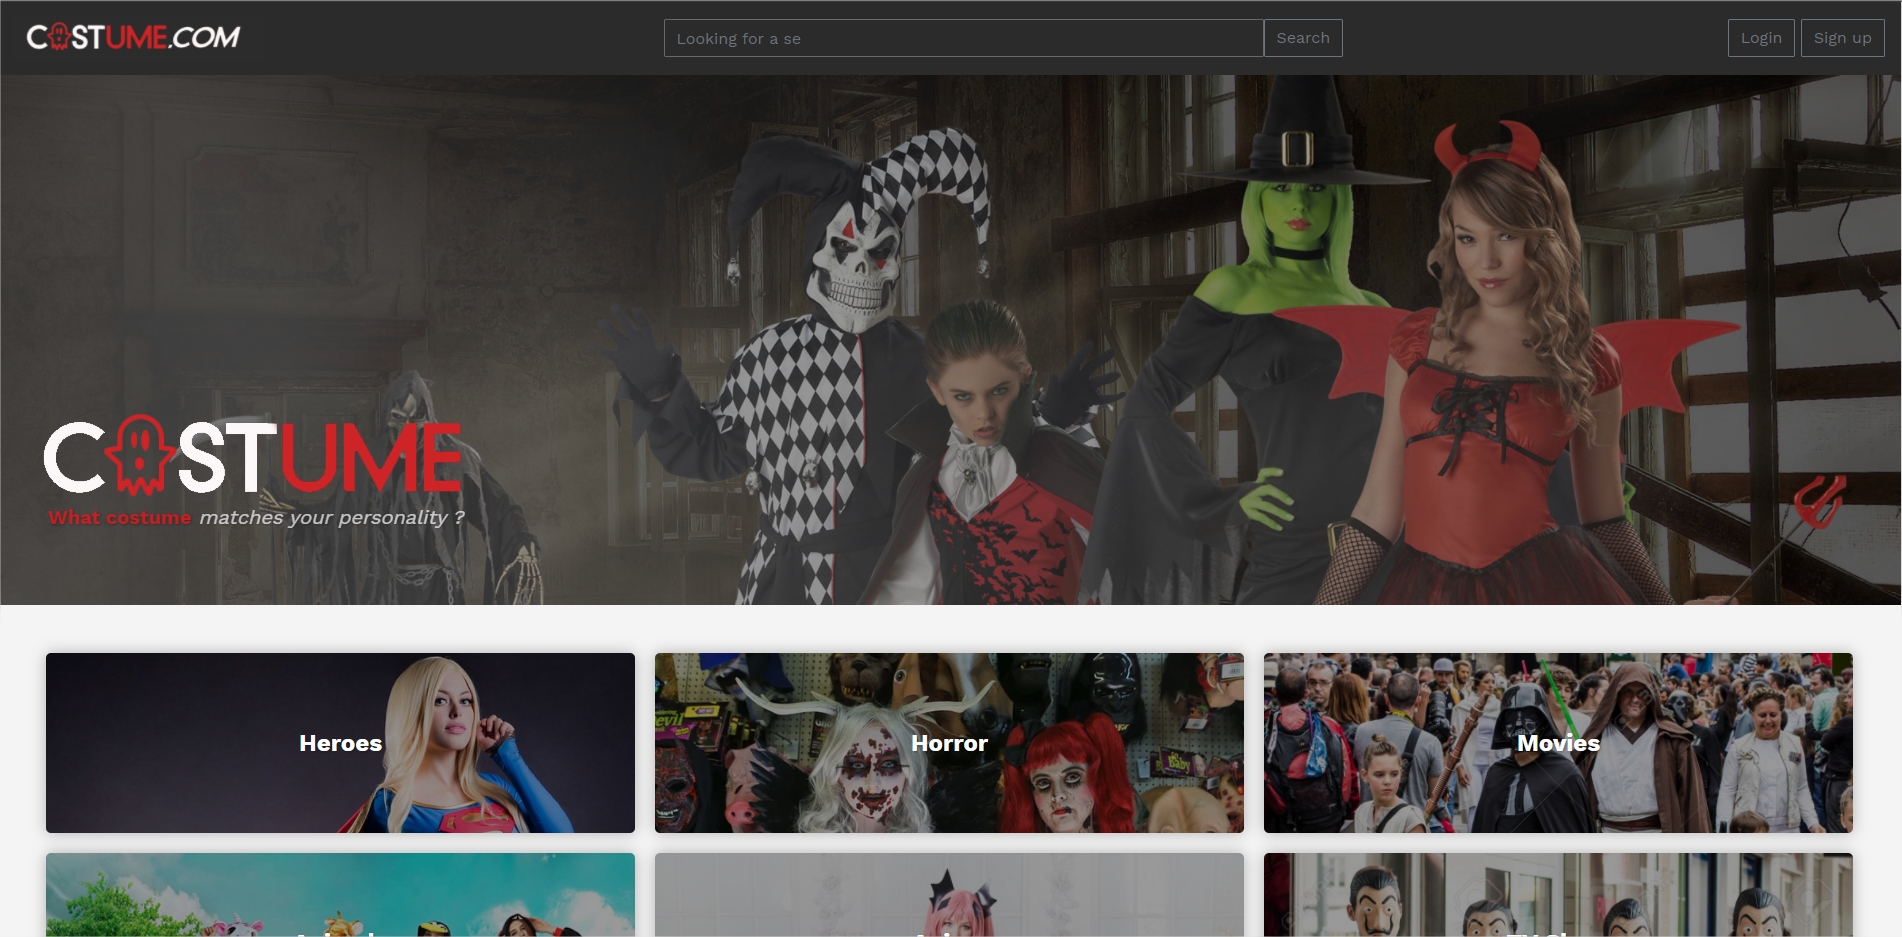 COSTUME.COM
Looking for a se
Search
Login
Sign up
COSTUME
What costume matches your personality ?
Heroes
Horror
Movies